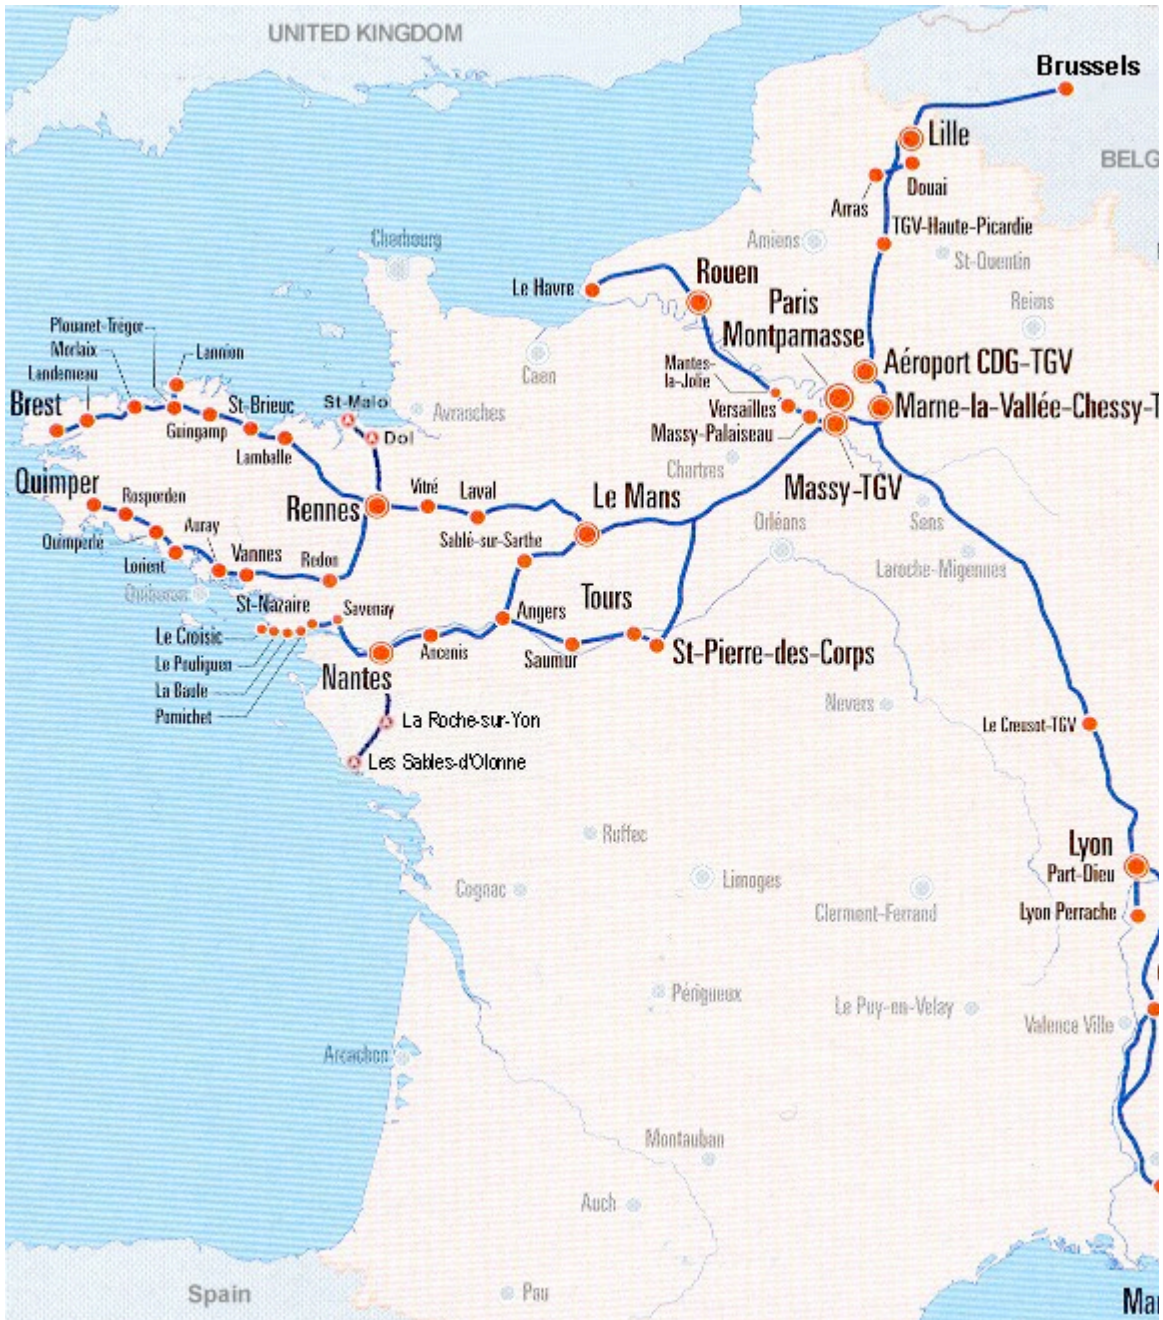 UNITED KINGDOM
Brussels
Lille
BELG
Douai
Arras
TGV-Haute-Picardie
Amiens
St-Quentin
Cherbourg
Rouen
Le Havre
Paris
Montparnasse
Reims
Plouaret-Trégor
Morlaix
Lannion
Landerneau
Caen
Mantes-
la-Jolie
Aéroport CDG-TGV
Brest
St-Brieuc
St-Malo
Avranches
Versailles
Marne-la-Vallée-Chessy-T
Guingamp
Dol
Massy-Palaiseau
Lamballe
Chartres
Quimper
Rosporden
Rennes
Vitré
Laval
Le Mans
Massy-TGV
Sens
Orléans
Quimperlé
Auray
Vannes
Redon
Sablé-sur-Sarthe
Lorient
Laroche-Migennes
Quiberon
St-Nazaire
Savenay
Angers
Tours
Le Croisic
Le Pouliguen
La Baule
Pornichet
Ancenis
Saumur
St-Pierre-des-Corps
Nantes
Nevers
La Roche-sur-Yon
Le Creusot-TGV
Les Sables-d'Olonne
Ruffec
Lyon
Part-Dieu
Cognac
Limoges
Clermont-Ferrand
Lyon Perrache
Périgueux
Le Puy-en-Velay
Valence Ville
Arcachon
Montauban
Auch
Spain
Pau
Mar